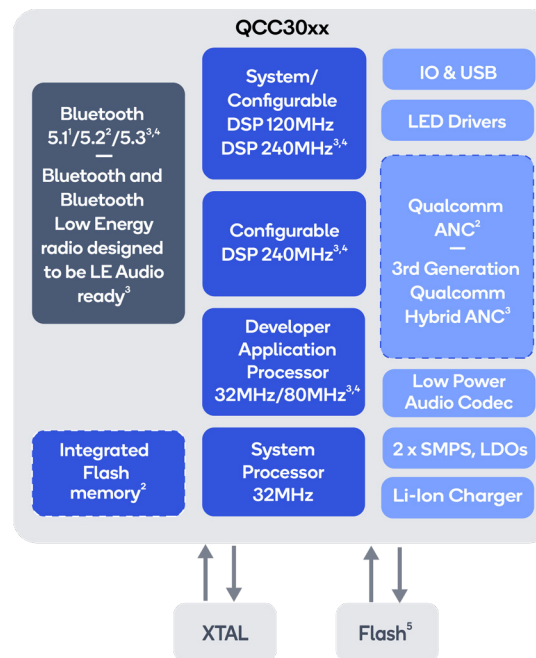 QCC30xx
Bluetooth
5.1¹/5.2²/5.3³,⁴
—
Bluetooth and
Bluetooth
Low Energy
radio designed
to be LE Audio
ready³
Integrated
Flash
memory²
System/
Configurable
DSP 120MHz
DSP 240MHz³,⁴
Configurable
DSP 240MHz³,⁴
Developer
Application
Processor
32MHz/80MHz³,⁴
System
Processor
32MHz
IO & USB
LED Drivers
Qualcomm
ANC²
—
3rd Generation
Qualcomm
Hybrid ANC³
Low Power
Audio Codec
2 x SMPS, LDOs
Li-Ion Charger
XTAL
Flash⁵